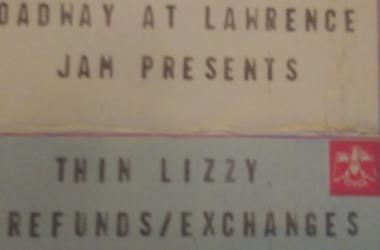 OADWAY AT LAWRENCE
JAM PRESENTS
THIN LIZZY
REFUNDS/EXCHANGES